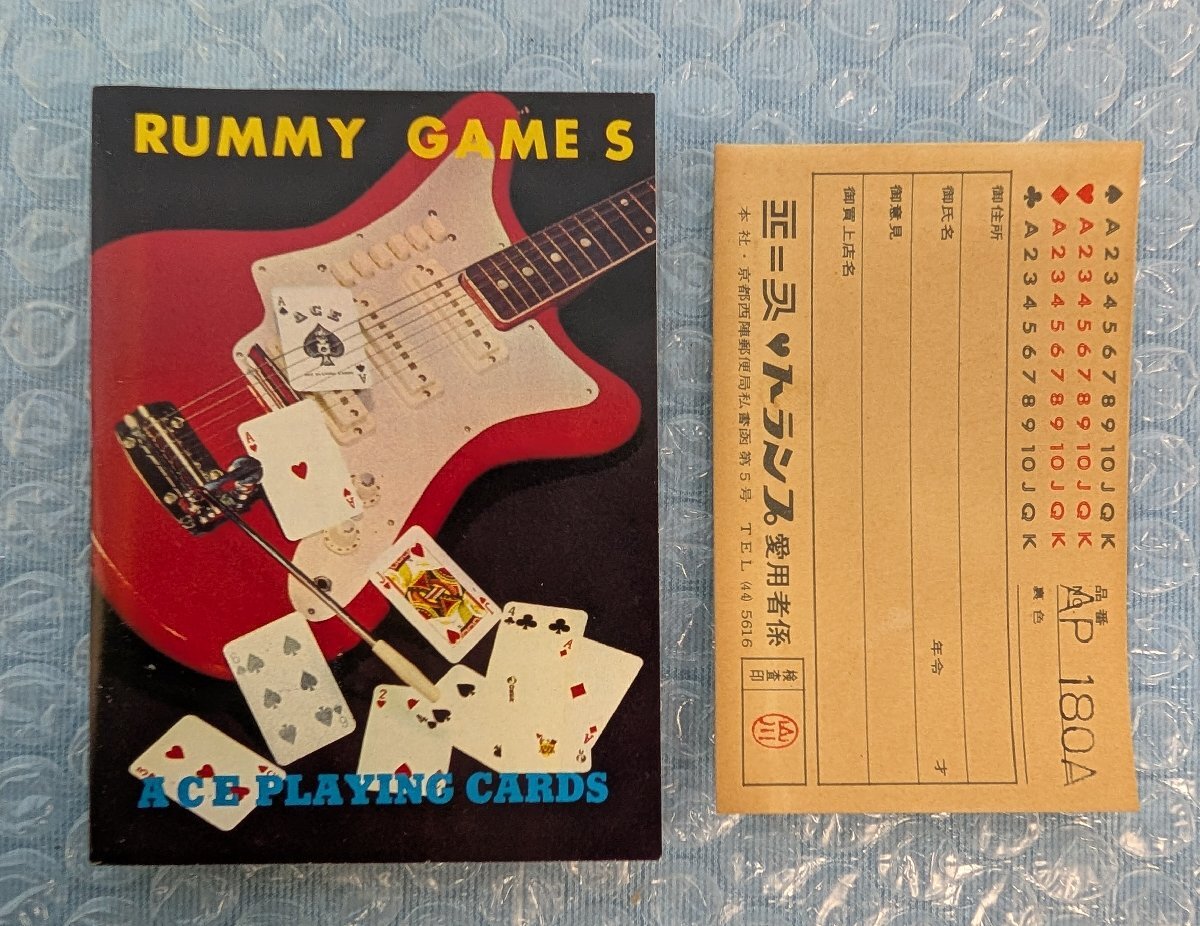 RUMMY GAMES
ACE PLAYING CARDS
♠ A 2 3 4 5 6 7 8 9 10 J Q K
♥ A 2 3 4 5 6 7 8 9 10 J Q K
♦ A 2 3 4 5 6 7 8 9 10 J Q K
♣ A 2 3 4 5 6 7 8 9 10 J Q K
品番 AP 180A
裏色
御住所
御氏名 年令 才
御意見
御買上店名
エース♥トランプ 愛用者係
本社・京都西陣郵便局私書函第5号 TEL (44) 5616
検査印